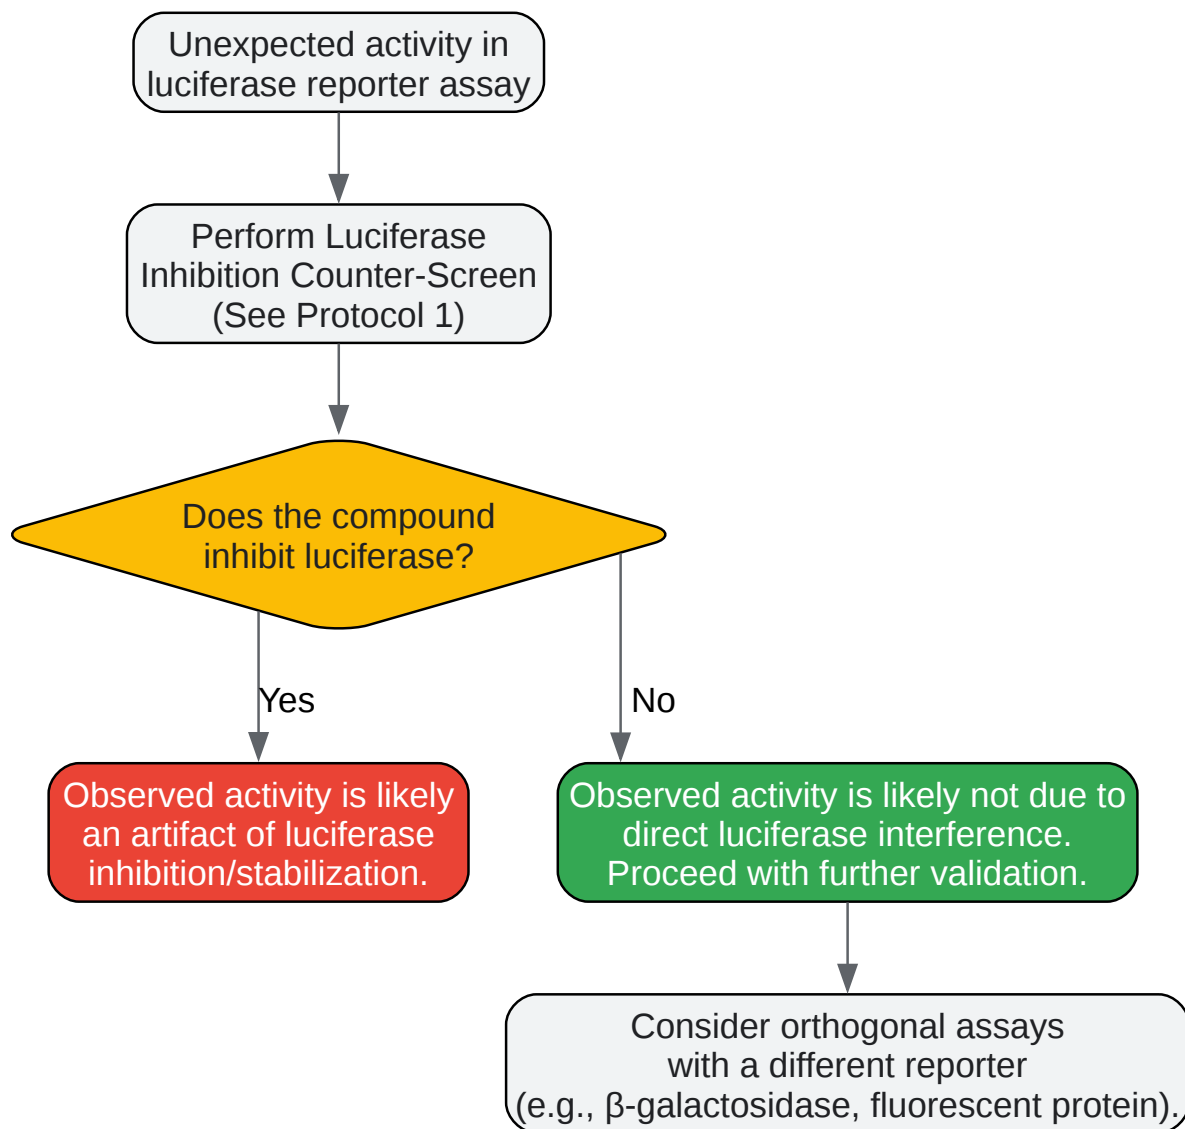 Unexpected activity in
luciferase reporter assay
Perform Luciferase
Inhibition Counter-Screen
(See Protocol 1)
Does the compound
inhibit luciferase?
Yes
No
Observed activity is likely
an artifact of luciferase
inhibition/stabilization.
Observed activity is likely not due to
direct luciferase interference.
Proceed with further validation.
Consider orthogonal assays
with a different reporter
(e.g., β-galactosidase, fluorescent protein).